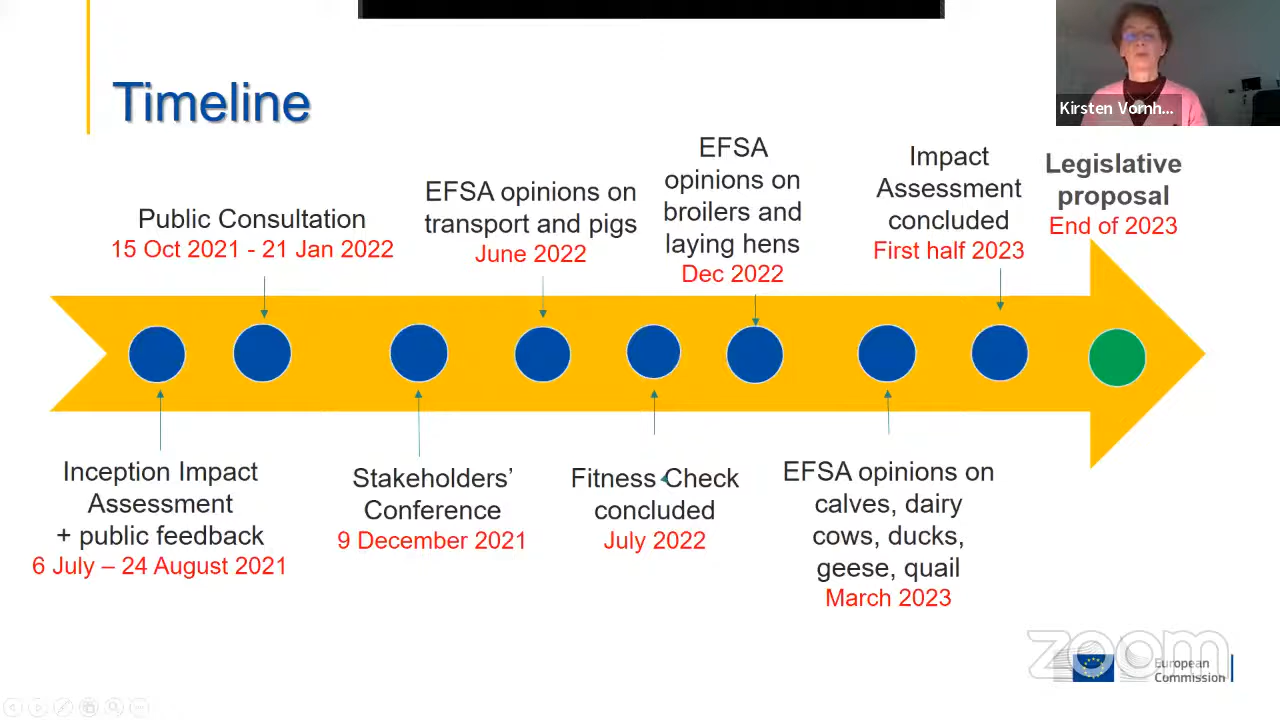 Kirsten Vornh...
Timeline
Public Consultation
15 Oct 2021 - 21 Jan 2022
EFSA opinions on
transport and pigs
June 2022
EFSA
opinions on
broilers and
laying hens
Dec 2022
Impact
Assessment
concluded
First half 2023
Legislative
proposal
End of 2023
Inception Impact
Assessment
+ public feedback
6 July – 24 August 2021
Stakeholders’
Conference
9 December 2021
Fitness Check
concluded
July 2022
EFSA opinions on
calves, dairy
cows, ducks,
geese, quail
March 2023
zoom
European
Commission